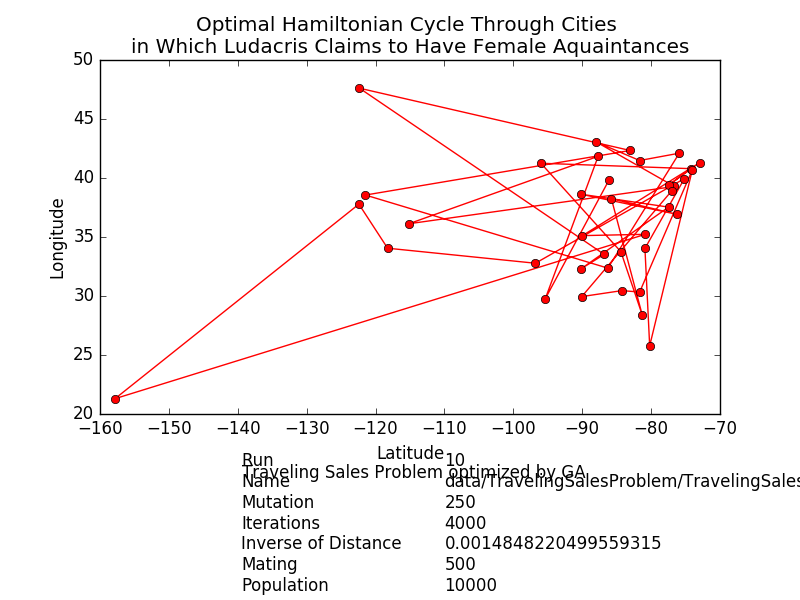 Optimal Hamiltonian Cycle Through Cities
in Which Ludacris Claims to Have Female Aquaintances
50
45
40
35
30
25
20
Longitude
−160 −150 −140 −130 −120 −110 −100 −90 −80 −70
Latitude
Run 10
Traveling Sales Problem optimized by GA
Name data/TravelingSalesProblem/TravelingSales
Mutation 250
Iterations 4000
Inverse of Distance 0.0014848220499559315
Mating 500
Population 10000